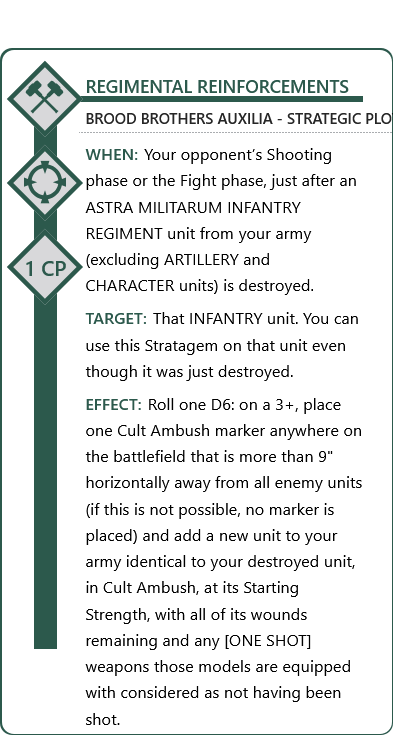 REGIMENTAL REINFORCEMENTS
BROOD BROTHERS AUXILIA - STRATEGIC PLO
WHEN: Your opponent’s Shooting
phase or the Fight phase, just after an
ASTRA MILITARUM INFANTRY
REGIMENT unit from your army
(excluding ARTILLERY and
CHARACTER units) is destroyed.
1 CP
TARGET: That INFANTRY unit. You can
use this Stratagem on that unit even
though it was just destroyed.
EFFECT: Roll one D6: on a 3+, place
one Cult Ambush marker anywhere on
the battlefield that is more than 9"
horizontally away from all enemy units
(if this is not possible, no marker is
placed) and add a new unit to your
army identical to your destroyed unit,
in Cult Ambush, at its Starting
Strength, with all of its wounds
remaining and any [ONE SHOT]
weapons those models are equipped
with considered as not having been
shot.